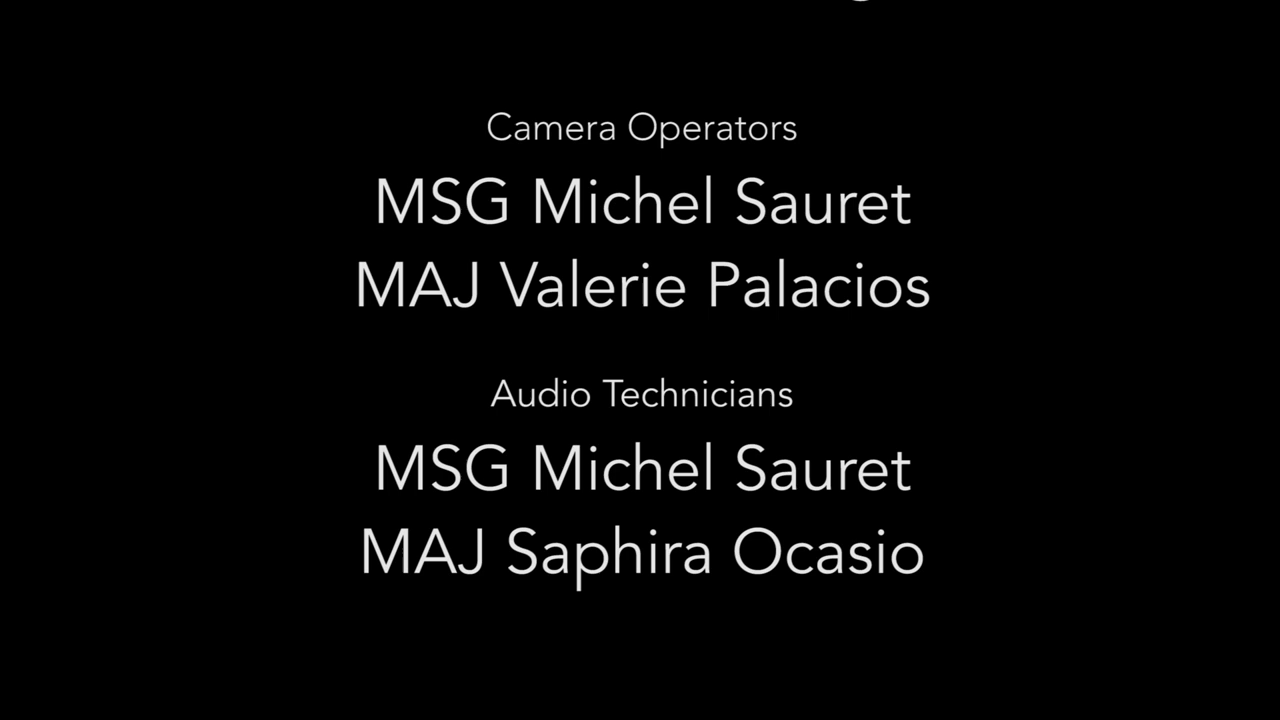 Camera Operators
MSG Michel Sauret
MAJ Valerie Palacios
Audio Technicians
MSG Michel Sauret
MAJ Saphira Ocasio